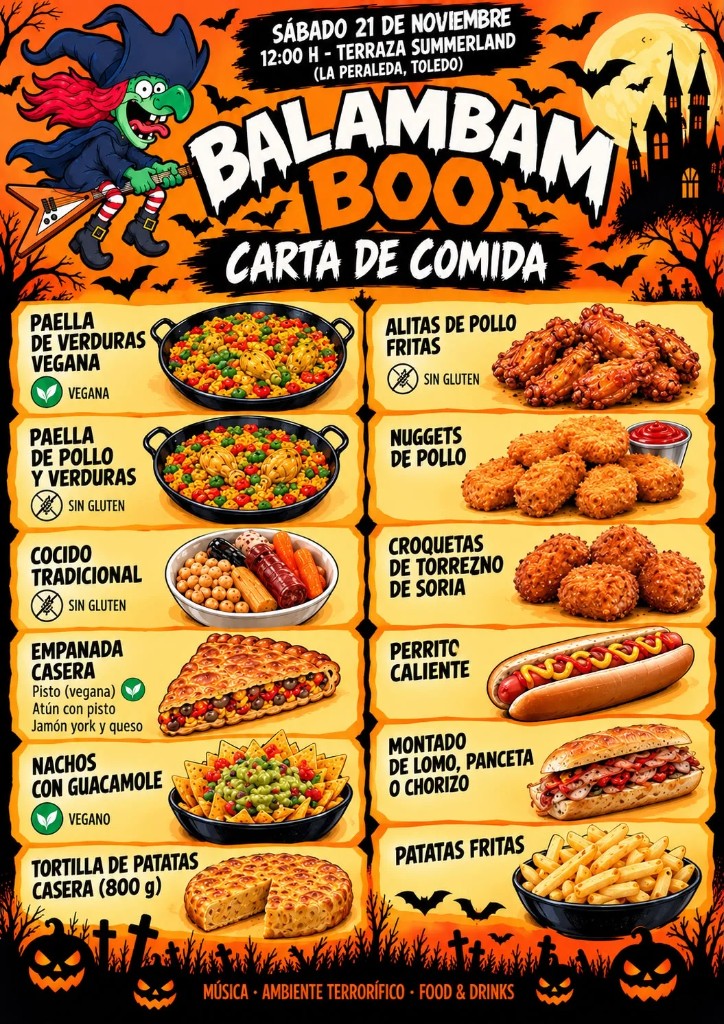 SÁBADO 21 DE NOVIEMBRE
12:00 H - TERRAZA SUMMERLAND
(LA PERALEDA, TOLEDO)
BALAMBAM
BOO
CARTA DE COMIDA
PAELLA
DE VERDURAS
VEGANA
VEGANA
PAELLA
DE POLLO
Y VERDURAS
SIN GLUTEN
COCIDO
TRADICIONAL
SIN GLUTEN
EMPANADA
CASERA
Pisto (vegana)
Atún con pisto
Jamón york y queso
NACHOS
CON GUACAMOLE
VEGANO
TORTILLA DE PATATAS
CASERA (800 g)
ALITAS DE POLLO
FRITAS
SIN GLUTEN
NUGGETS
DE POLLO
CROQUETAS
DE TORREZNO
DE SORIA
PERRITO
CALIENTE
MONTADO
DE LOMO, PANCETA
O CHORIZO
PATATAS FRITAS
MÚSICA · AMBIENTE TERRORÍFICO · FOOD & DRINKS